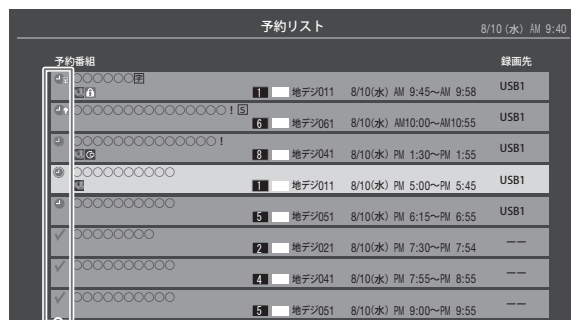 予約リスト
8/10 (水) AM 9:40
予約番組 録画先
○○○○○○字
1 地デジ011 8/10(水) AM 9:45～AM 9:58 USB1
○○○○○○○○○○○○○○○！S
6 地デジ061 8/10(水) AM10:00～AM10:55 USB1
○○○○○○○○○○○○○○！
8 地デジ041 8/10(水) PM 1:30～PM 1:55 USB1
○○○○○○○○○○
1 地デジ011 8/10(水) PM 5:00～PM 5:45 USB1
○○○○○○○○○○
5 地デジ051 8/10(水) PM 6:15～PM 6:55 USB1
○○○○○○○○
2 地デジ021 8/10(水) PM 7:30～PM 7:54 ――
○○○○○○○○○○
4 地デジ041 8/10(水) PM 7:55～PM 8:55 ――
○○○○○○○○○○
5 地デジ051 8/10(水) PM 9:00～PM 9:55 ――